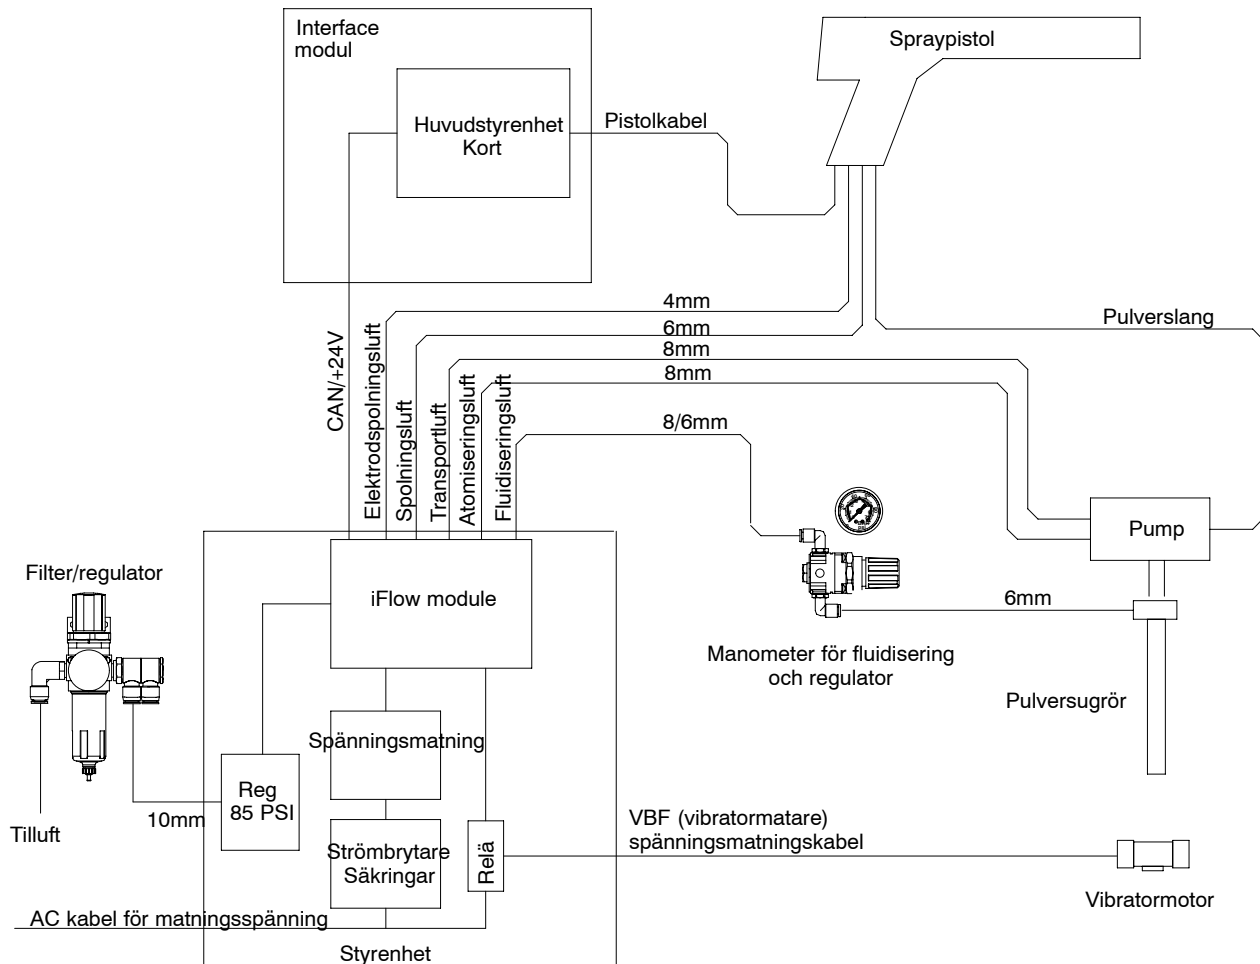 Interface
modul
Spraypistol
Huvudstyrenhet
Kort
Pistolkabel
4mm
6mm
8mm
8mm
8/6mm
Pulverslang
CAN/+24V
Elektrodspolningsluft
Spolningsluft
Transportluft
Atomiseringsluft
Fluidiseringsluft
Pump
Filter/regulator
iFlow module
6mm
Manometer för fluidisering
och regulator
Pulversugrör
Spänningsmatning
Reg
85 PSI
10mm
Tilluft
VBF (vibratormatare)
spänningsmatningskabel
Strömbrytare
Säkringar
Relä
Vibratormotor
AC kabel för matningsspänning
Styrenhet